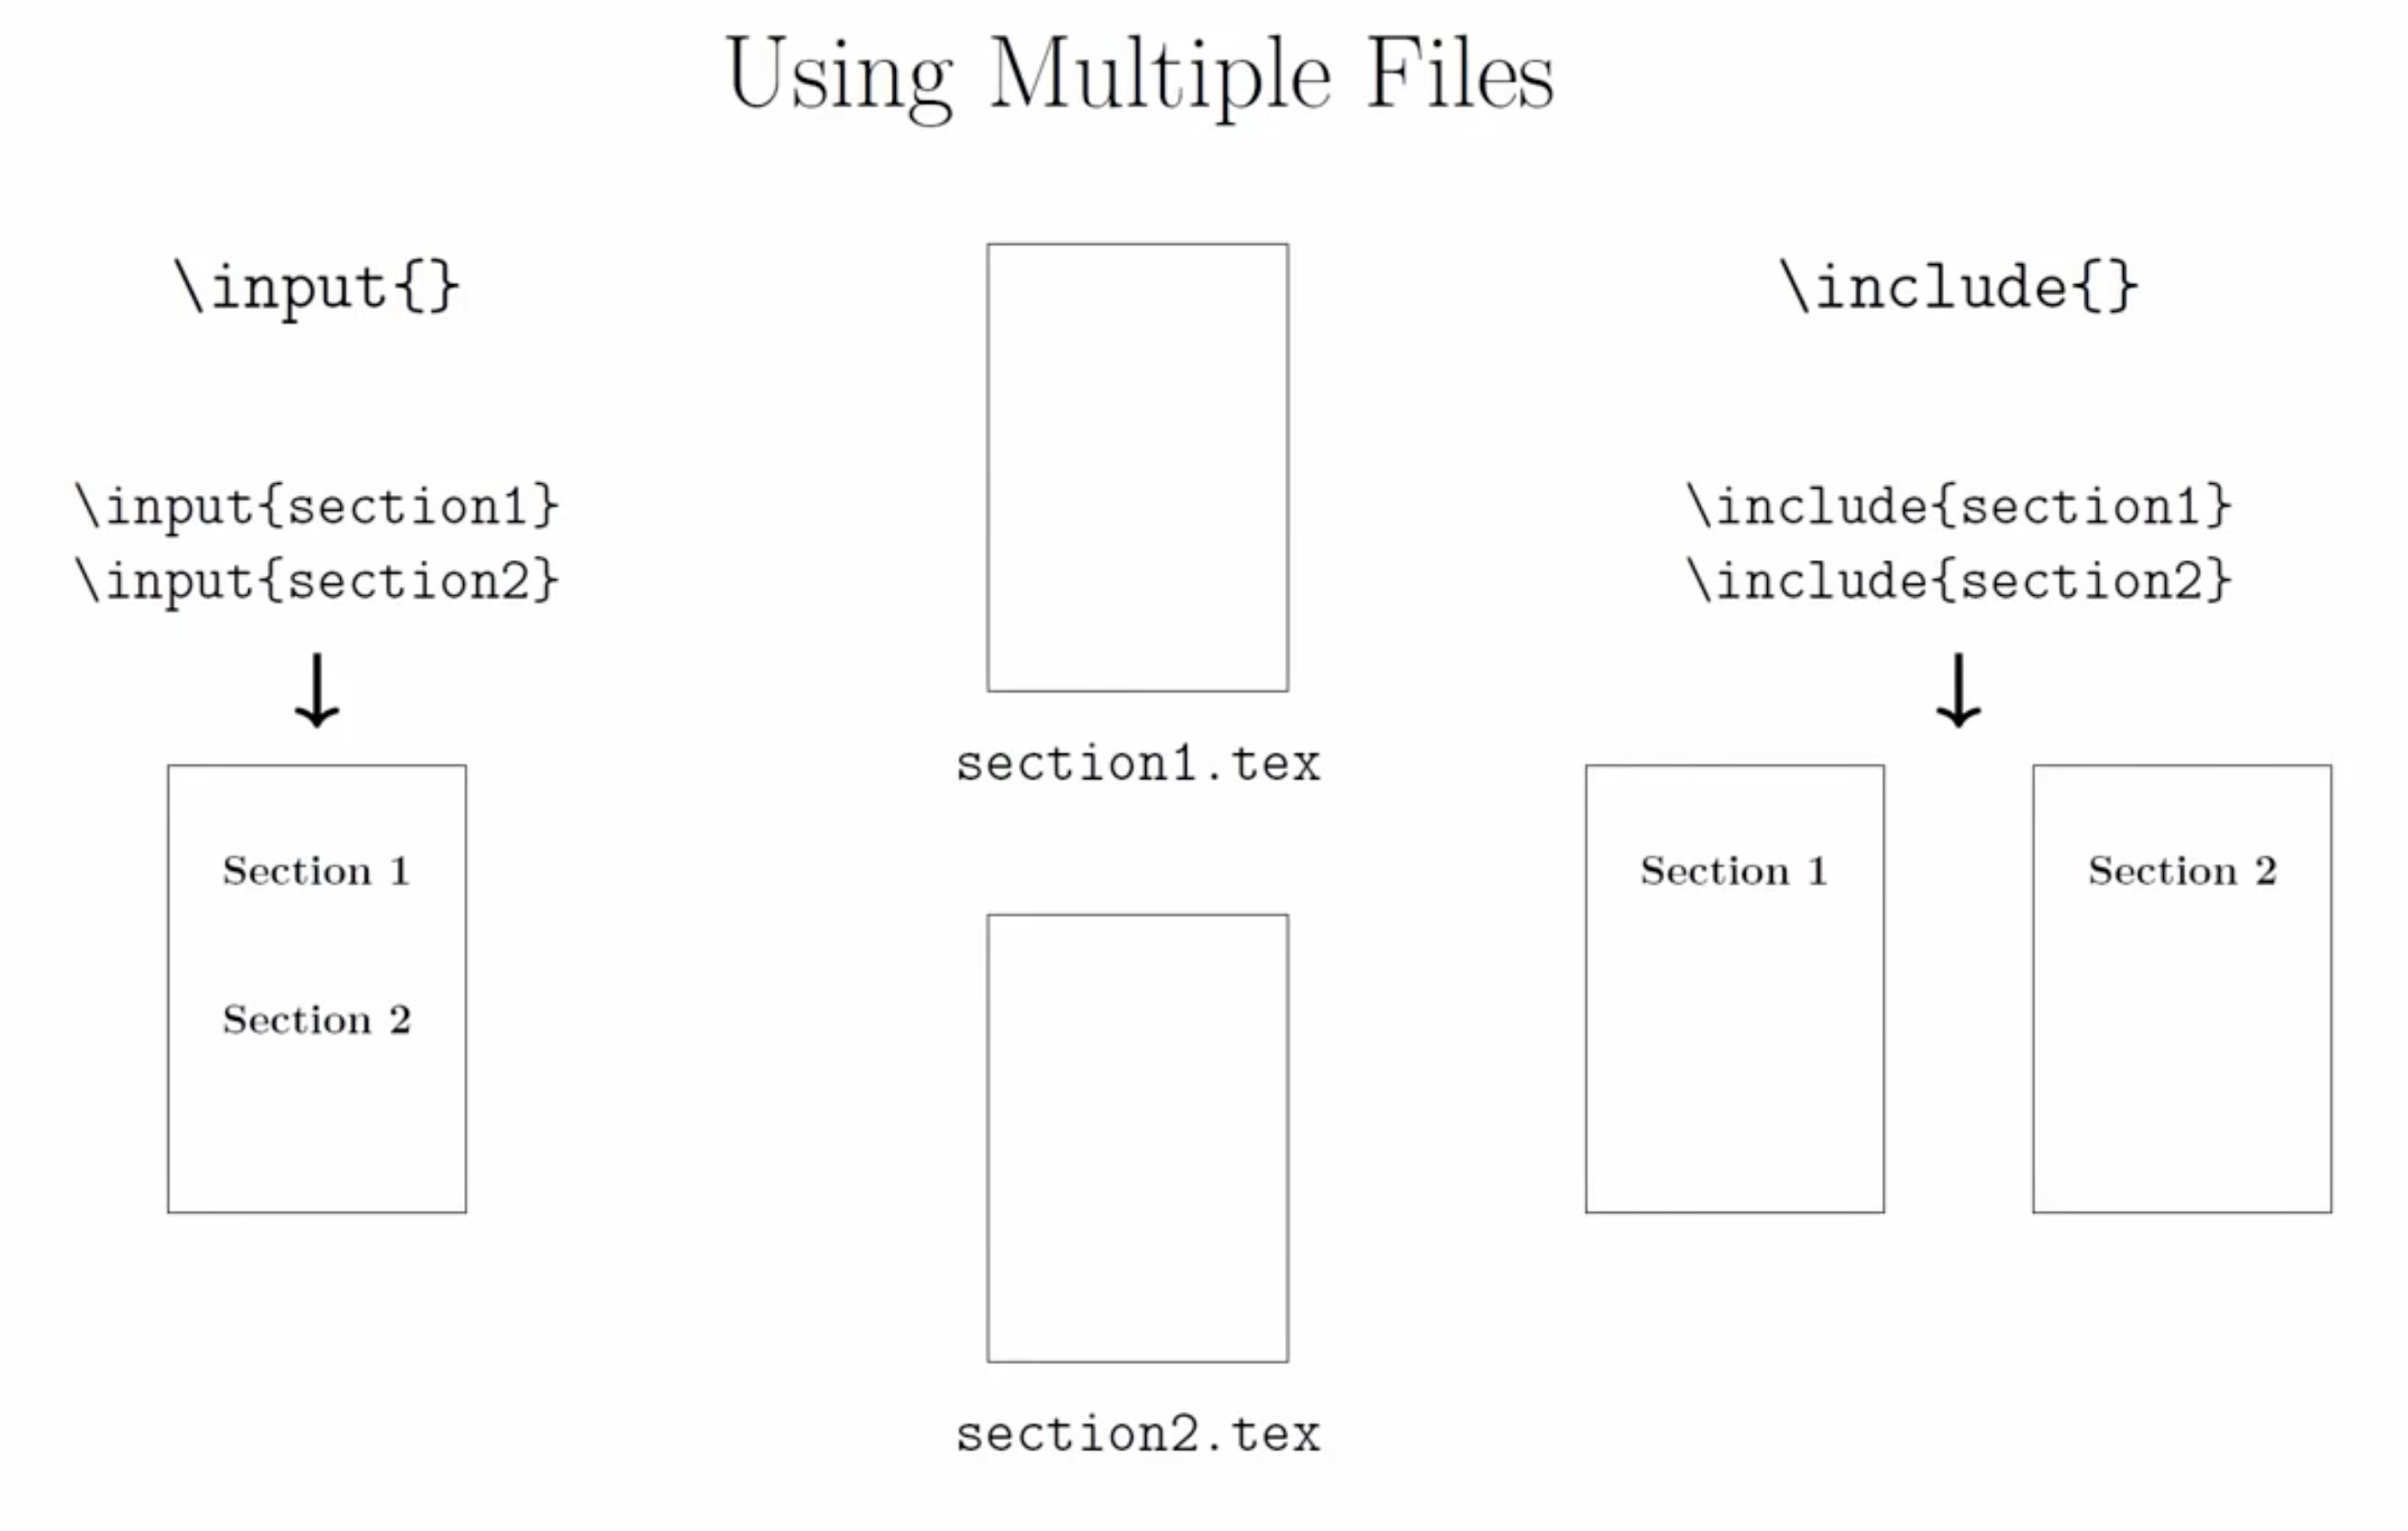 Using Multiple Files
\input{}
\input{section1}
\input{section2}
Section 1
Section 2
section1.tex
section2.tex
\include{}
\include{section1}
\include{section2}
Section 1
Section 2